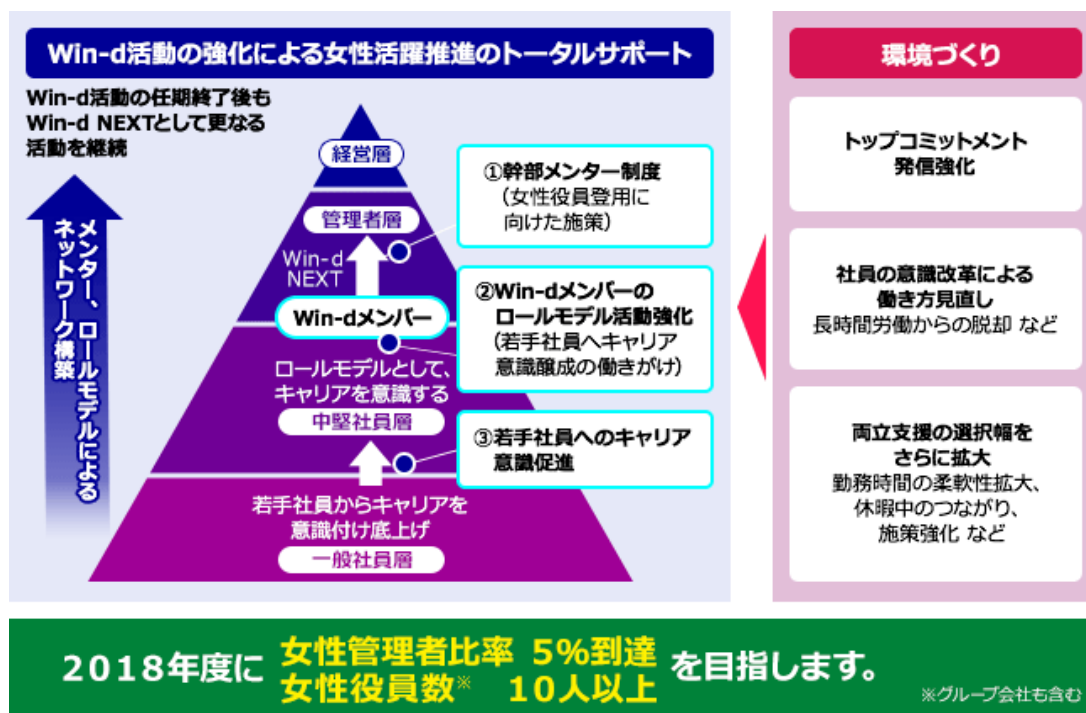 Win-d活動の強化による女性活躍推進のトータルサポート
Win-d活動の任期終了後も
Win-d NEXTとして更なる
活動を継続
メンター、ロールモデルによる
ネットワーク構築
経営層
管理者層
Win-d
NEXT
Win-dメンバー
ロールモデルとして、
キャリアを意識する
中堅社員層
若手社員からキャリアを
意識付け底上げ
一般社員層
①幹部メンター制度
（女性役員登用に
向けた施策）
②Win-dメンバーの
ロールモデル活動強化
（若手社員へキャリア
意識醸成の働きがけ）
③若手社員へのキャリア
意識促進
環境づくり
トップコミットメント
発信強化
社員の意識改革による
働き方見直し
長時間労働からの脱却 など
両立支援の選択幅を
さらに拡大
勤務時間の柔軟性拡大、
休暇中のつながり、
施策強化 など
2018年度に 女性管理者比率 5%到達
女性役員数※ 10人以上 を目指します。
※グループ会社も含む